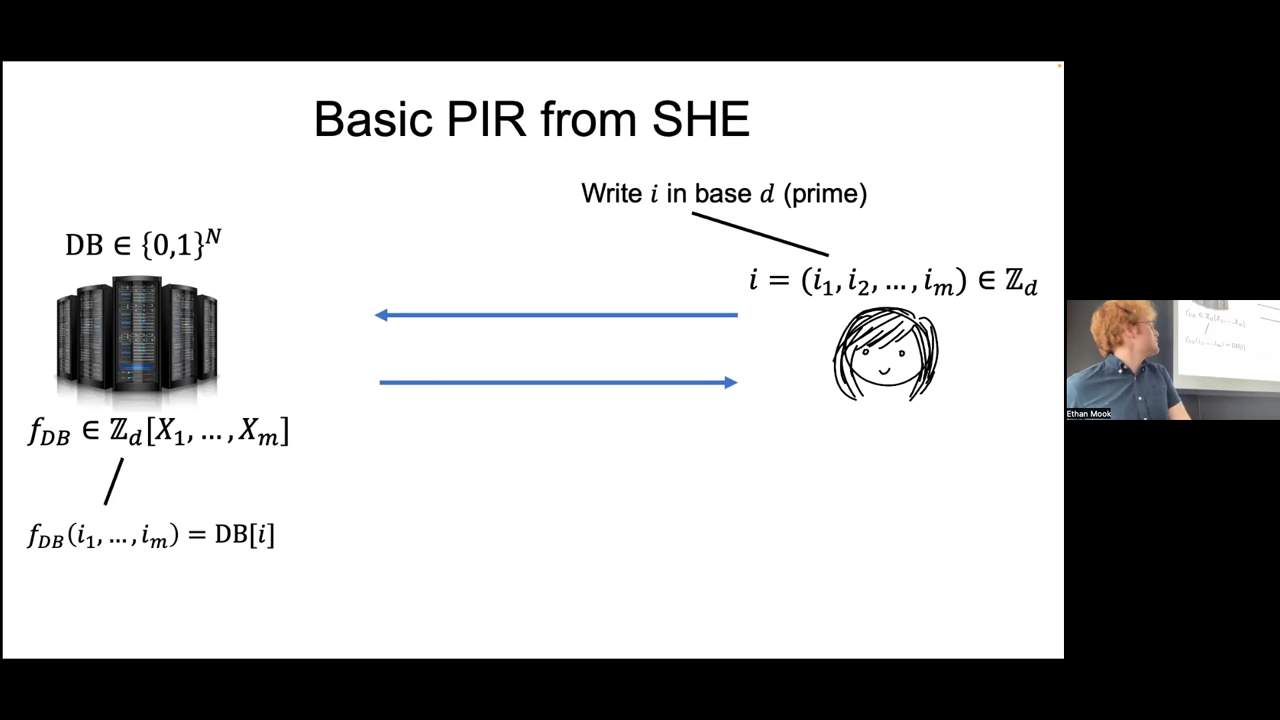 Basic PIR from SHE
Write 𝑖 in base 𝑑 (prime)
DB ∈ {0,1}^𝑁
𝑖 = (𝑖₁, 𝑖₂, … , 𝑖ₘ) ∈ ℤ_𝑑
𝑓_𝐷𝐵 ∈ ℤ_𝑑[𝑋₁, … , 𝑋ₘ]
𝑓_𝐷𝐵(𝑖₁, … , 𝑖ₘ) = DB[𝑖]
Ethan Mook